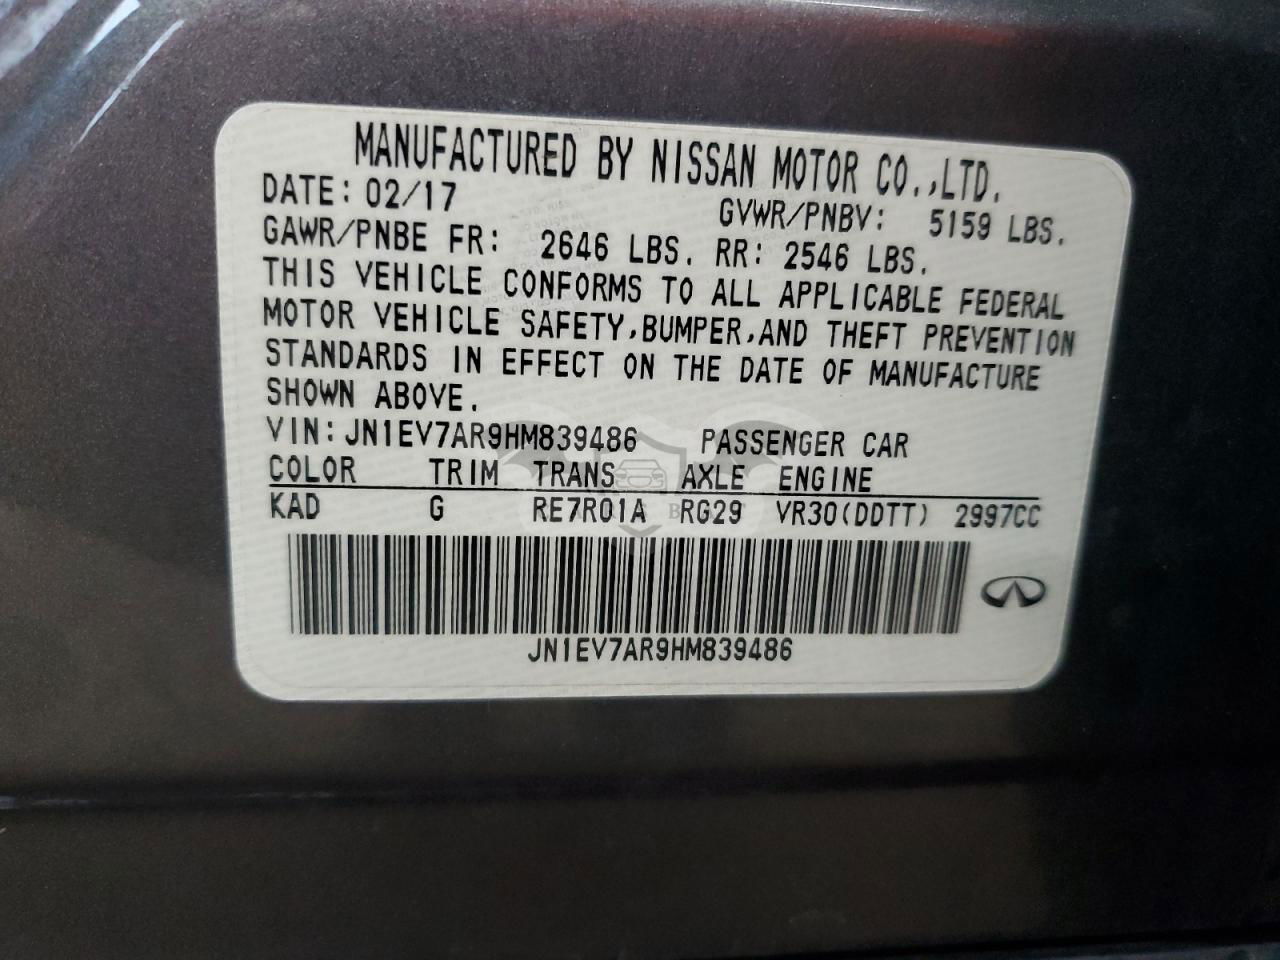 MANUFACTURED BY NISSAN MOTOR CO.,LTD.
DATE: 02/17 GVWR/PNBV: 5159 LBS.
GAWR/PNBE FR: 2646 LBS. RR: 2546 LBS.
THIS VEHICLE CONFORMS TO ALL APPLICABLE FEDERAL
MOTOR VEHICLE SAFETY,BUMPER,AND THEFT PREVENTION
STANDARDS IN EFFECT ON THE DATE OF MANUFACTURE
SHOWN ABOVE.
VIN: JN1EV7AR9HM839486 PASSENGER CAR
COLOR TRIM TRANS AXLE ENGINE
KAD G RE7R01A RG29 VR30(DDTT) 2997CC
JN1EV7AR9HM839486